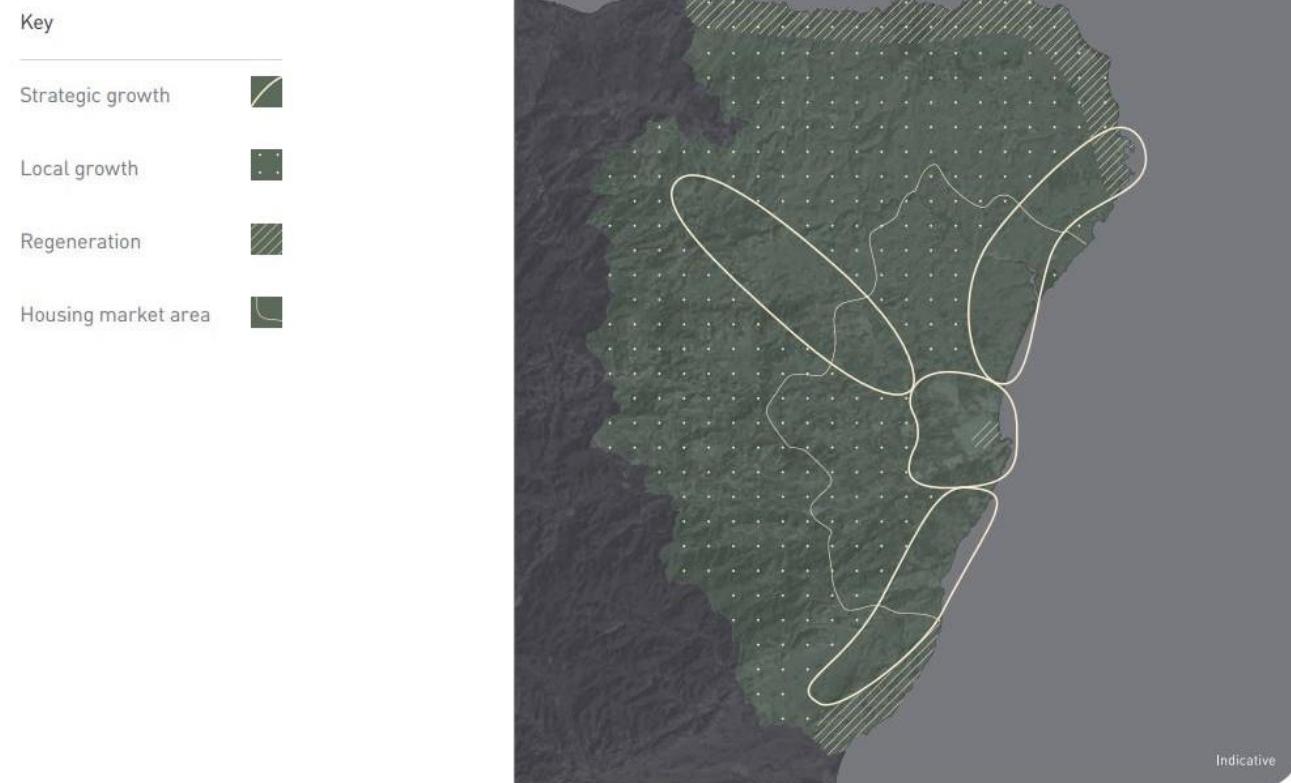 Key
Strategic growth
Local growth
Regeneration
Housing market area
Indicative